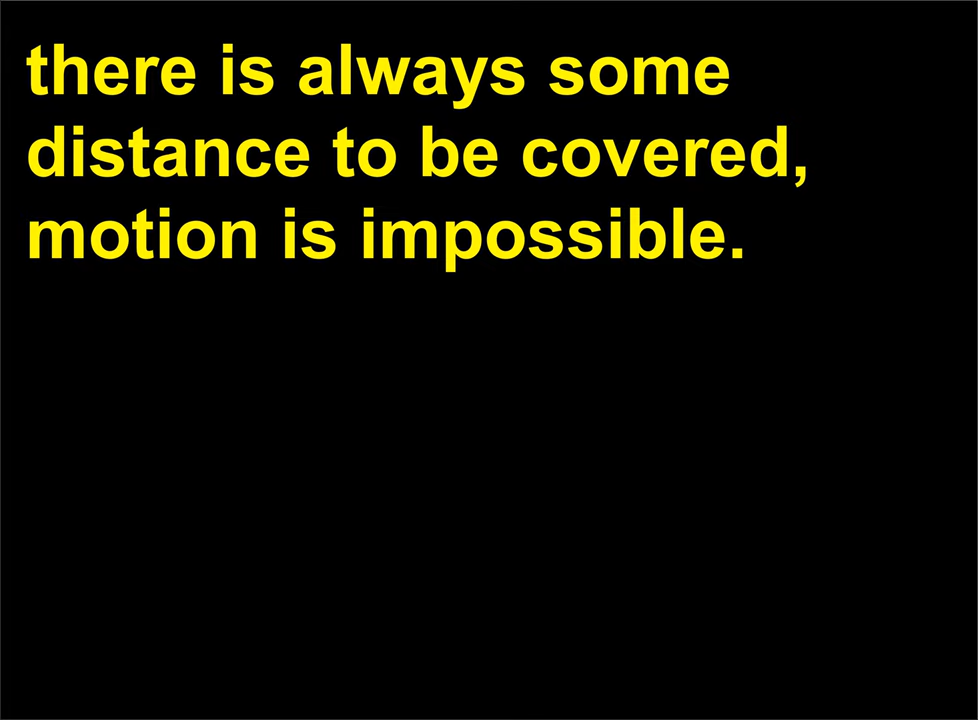 there is always some
distance to be covered,
motion is impossible.